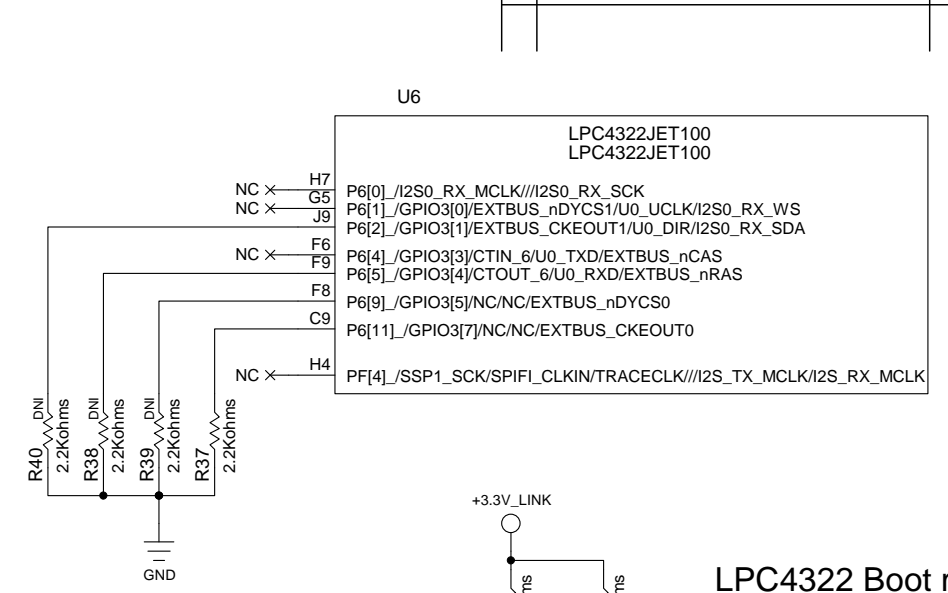 U6
LPC4322JET100
LPC4322JET100
NC H7 P6[0]_/I2S0_RX_MCLK///I2S0_RX_SCK
NC G5 P6[1]_/GPIO3[0]/EXTBUS_nDYCS1/U0_UCLK/I2S0_RX_WS
J9 P6[2]_/GPIO3[1]/EXTBUS_CKEOUT1/U0_DIR/I2S0_RX_SDA
NC F6 P6[4]_/GPIO3[3]/CTIN_6/U0_TXD/EXTBUS_nCAS
F9 P6[5]_/GPIO3[4]/CTOUT_6/U0_RXD/EXTBUS_nRAS
F8 P6[9]_/GPIO3[5]/NC/NC/EXTBUS_nDYCS0
C9 P6[11]_/GPIO3[7]/NC/NC/EXTBUS_CKEOUT0
NC H4 PF[4]_/SSP1_SCK/SPIFI_CLKIN/TRACECLK///I2S_TX_MCLK/I2S_RX_MCLK
R40
DNI
2.2Kohms
R38
DNI
2.2Kohms
R39
DNI
2.2Kohms
R37
2.2Kohms
GND
+3.3V_LINK
LPC4322 Boot